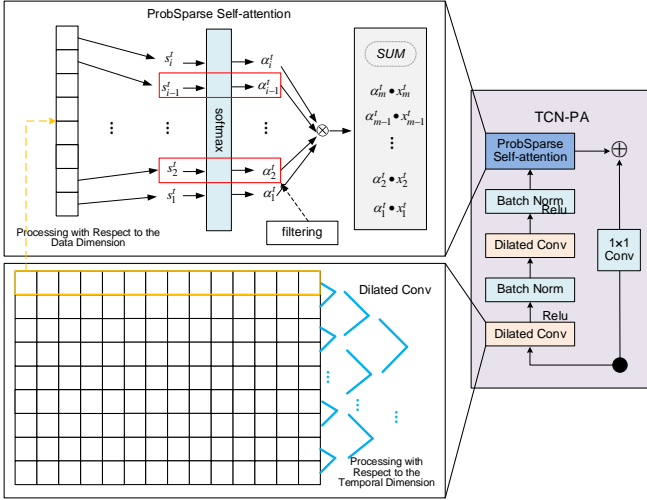 ProbSparse Self-attention
s_i^t
α_i^t
s_{i-1}^t
α_{i-1}^t
softmax
s_2^t
α_2^t
s_1^t
α_1^t
filtering
Processing with Respect to the
Data Dimension
SUM
α_m^t • x_m^t
α_{m-1}^t • x_{m-1}^t
α_2^t • x_2^t
α_1^t • x_1^t
Dilated Conv
Processing with
Respect to the
Temporal Dimension
TCN-PA
ProbSparse
Self-attention
Batch Norm
Relu
Dilated Conv
Batch Norm
Relu
Dilated Conv
1×1
Conv